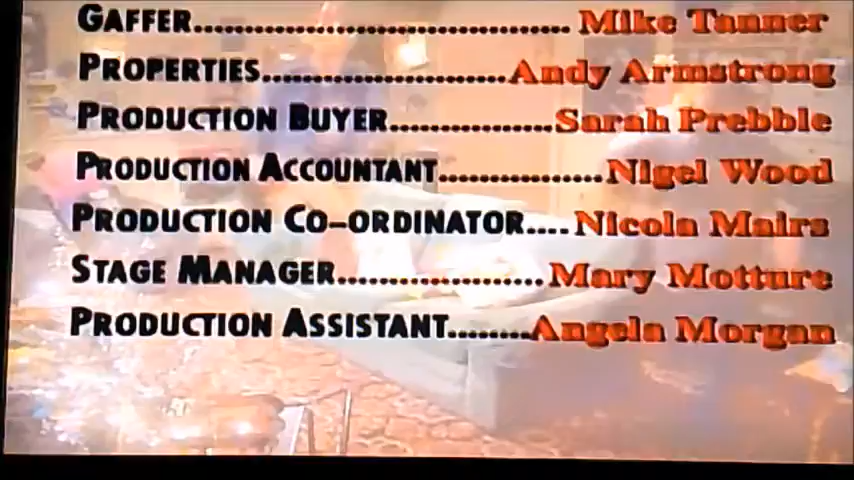 GAFFER.......................................... Mike Tanner
PROPERTIES...........................Andy Armstrong
PRODUCTION BUYER..................Sarah Prebble
PRODUCTION ACCOUNTANT..................Nigel Wood
PRODUCTION CO-ORDINATOR.....Nicola Mairs
STAGE MANAGER......................Mary Motture
PRODUCTION ASSISTANT.........Angela Morgan